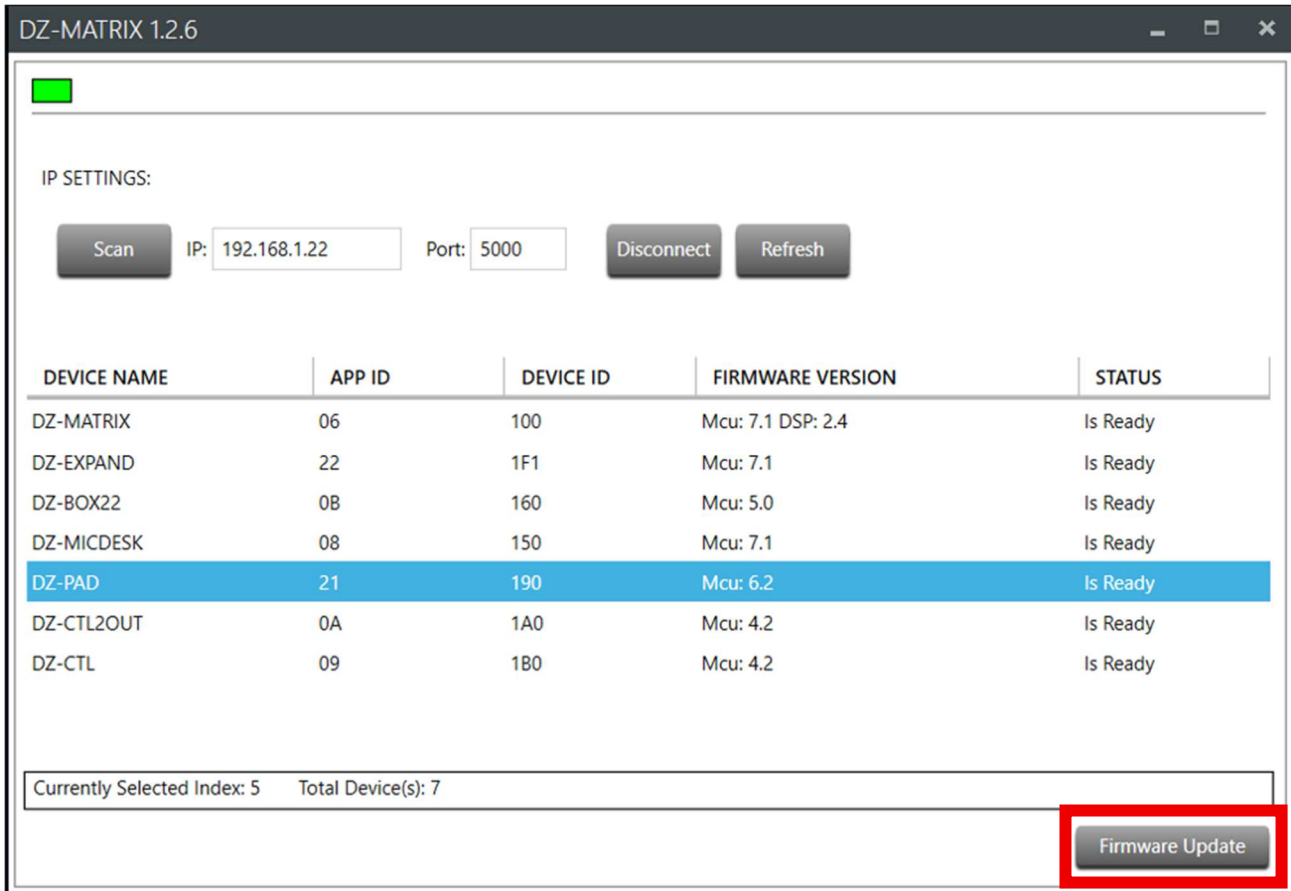 DZ-MATRIX 1.2.6
IP SETTINGS:
Scan IP: 192.168.1.22 Port: 5000 Disconnect Refresh
DEVICE NAME APP ID DEVICE ID FIRMWARE VERSION STATUS
DZ-MATRIX 06 100 Mcu: 7.1 DSP: 2.4 Is Ready
DZ-EXPAND 22 1F1 Mcu: 7.1 Is Ready
DZ-BOX22 0B 160 Mcu: 5.0 Is Ready
DZ-MICDESK 08 150 Mcu: 7.1 Is Ready
DZ-PAD 21 190 Mcu: 6.2 Is Ready
DZ-CTL2OUT 0A 1A0 Mcu: 4.2 Is Ready
DZ-CTL 09 1B0 Mcu: 4.2 Is Ready
Currently Selected Index: 5 Total Device(s): 7
Firmware Update